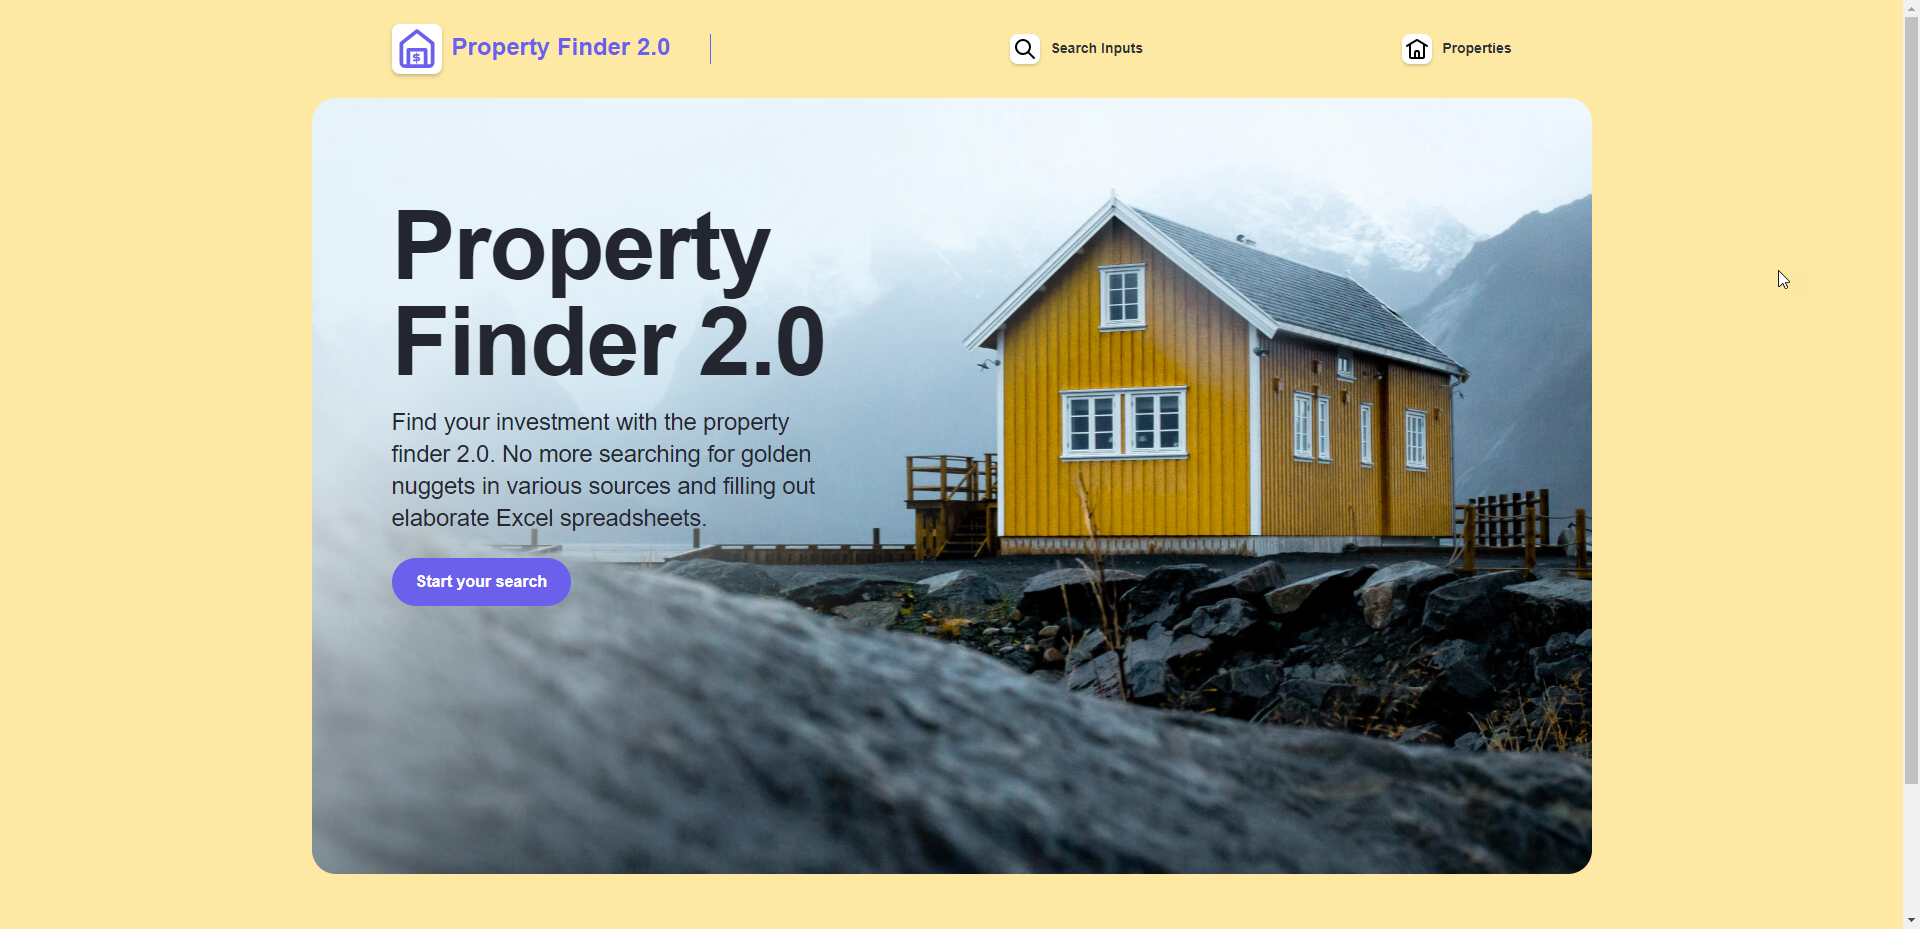 Property Finder 2.0
Search Inputs
Properties
Property
Finder 2.0
Find your investment with the property
finder 2.0. No more searching for golden
nuggets in various sources and filling out
elaborate Excel spreadsheets.
Start your search